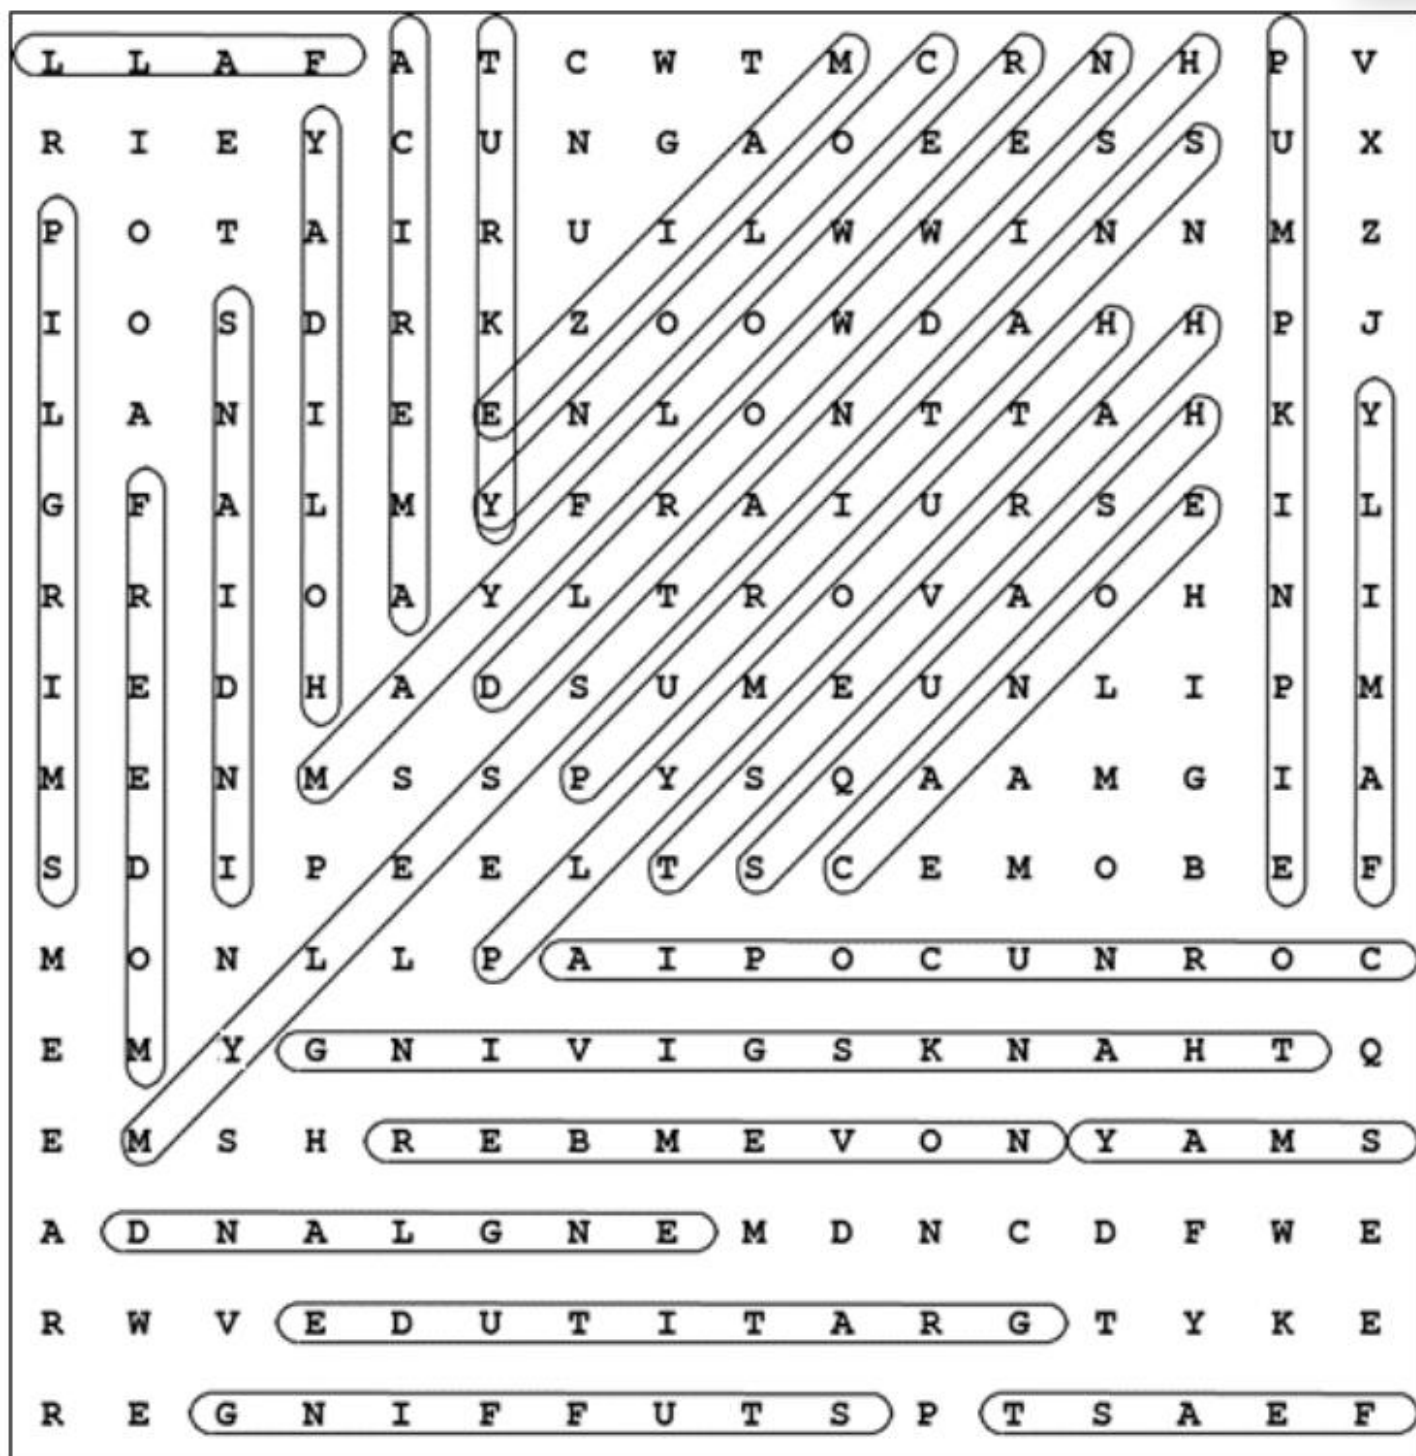 L L A F A T C W T M C R N H P V
R I E Y C U N G A O E E S S U X
P O T A I R U I L W W I N N M Z
I O S D R K Z O O W D A H H P J
L A N I E E N L O N T T A H K Y
G F A L M Y F R A I U R S E I L
R R I O A Y L T R O V A O H N I
I E D H A D S U M E U N L I P M
M E N M S S P Y S Q A A M G I A
S D I P E E L T S C E M O B E F
M O N L L P A I P O C U N R O C
E M Y G N I V I G S K N A H T Q
E M S H R E B M E V O N Y A M S
A D N A L G N E M D N C D F W E
R W V E D U T I T A R G T Y K E
R E G N I F F U T S P T S A E F